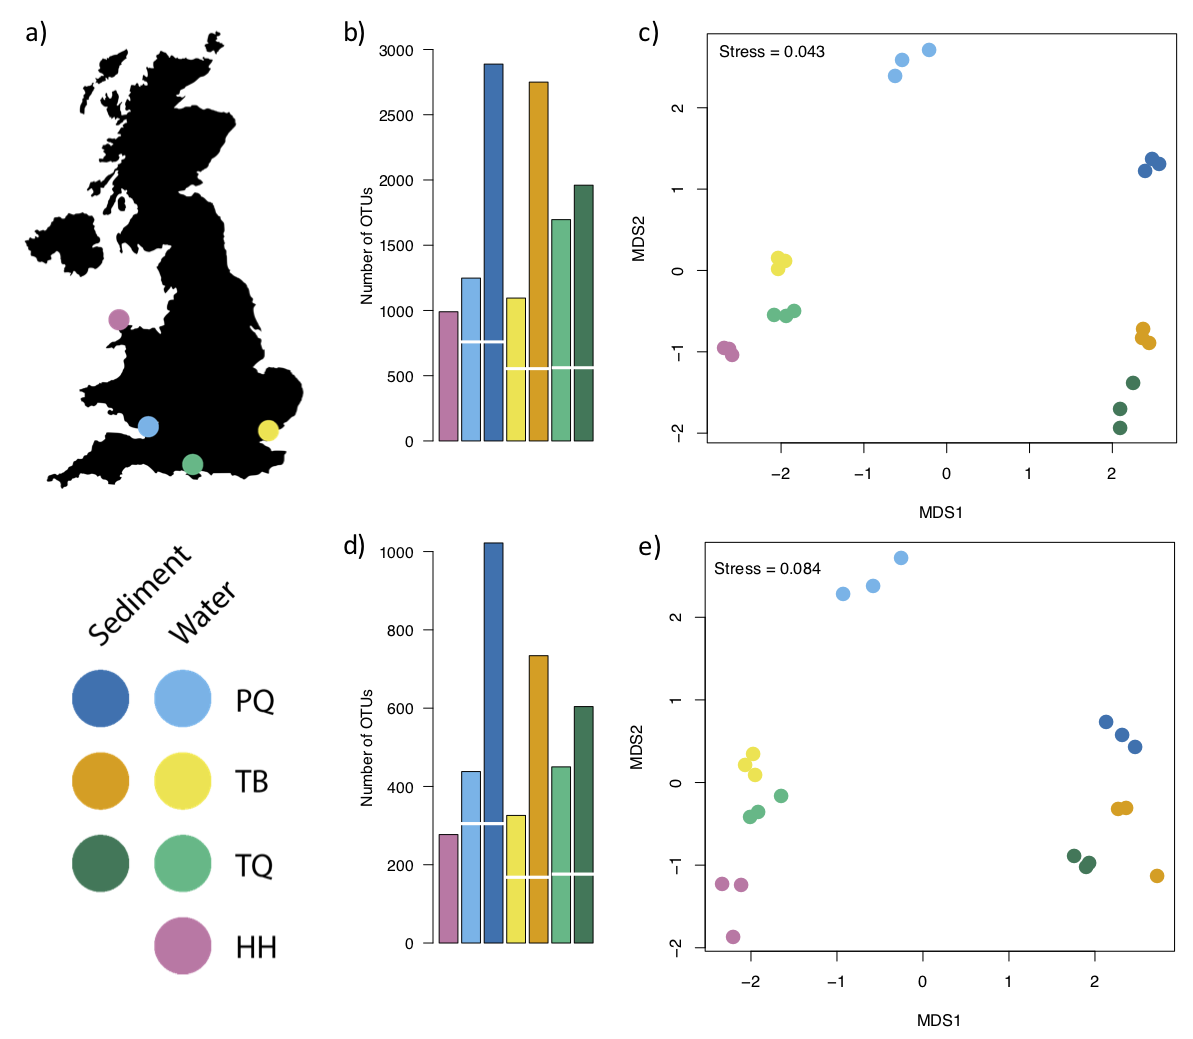 a)
b)
3000
2500
2000
1500
1000
500
0
Number of OTUs
c)
Stress = 0.043
2
1
0
−1
−2
MDS2
−2
−1
0
1
2
MDS1
Sediment
Water
PQ
TB
TQ
HH
d)
1000
800
600
400
200
0
Number of OTUs
e)
Stress = 0.084
2
1
0
−1
−2
MDS2
−2
−1
0
1
2
MDS1